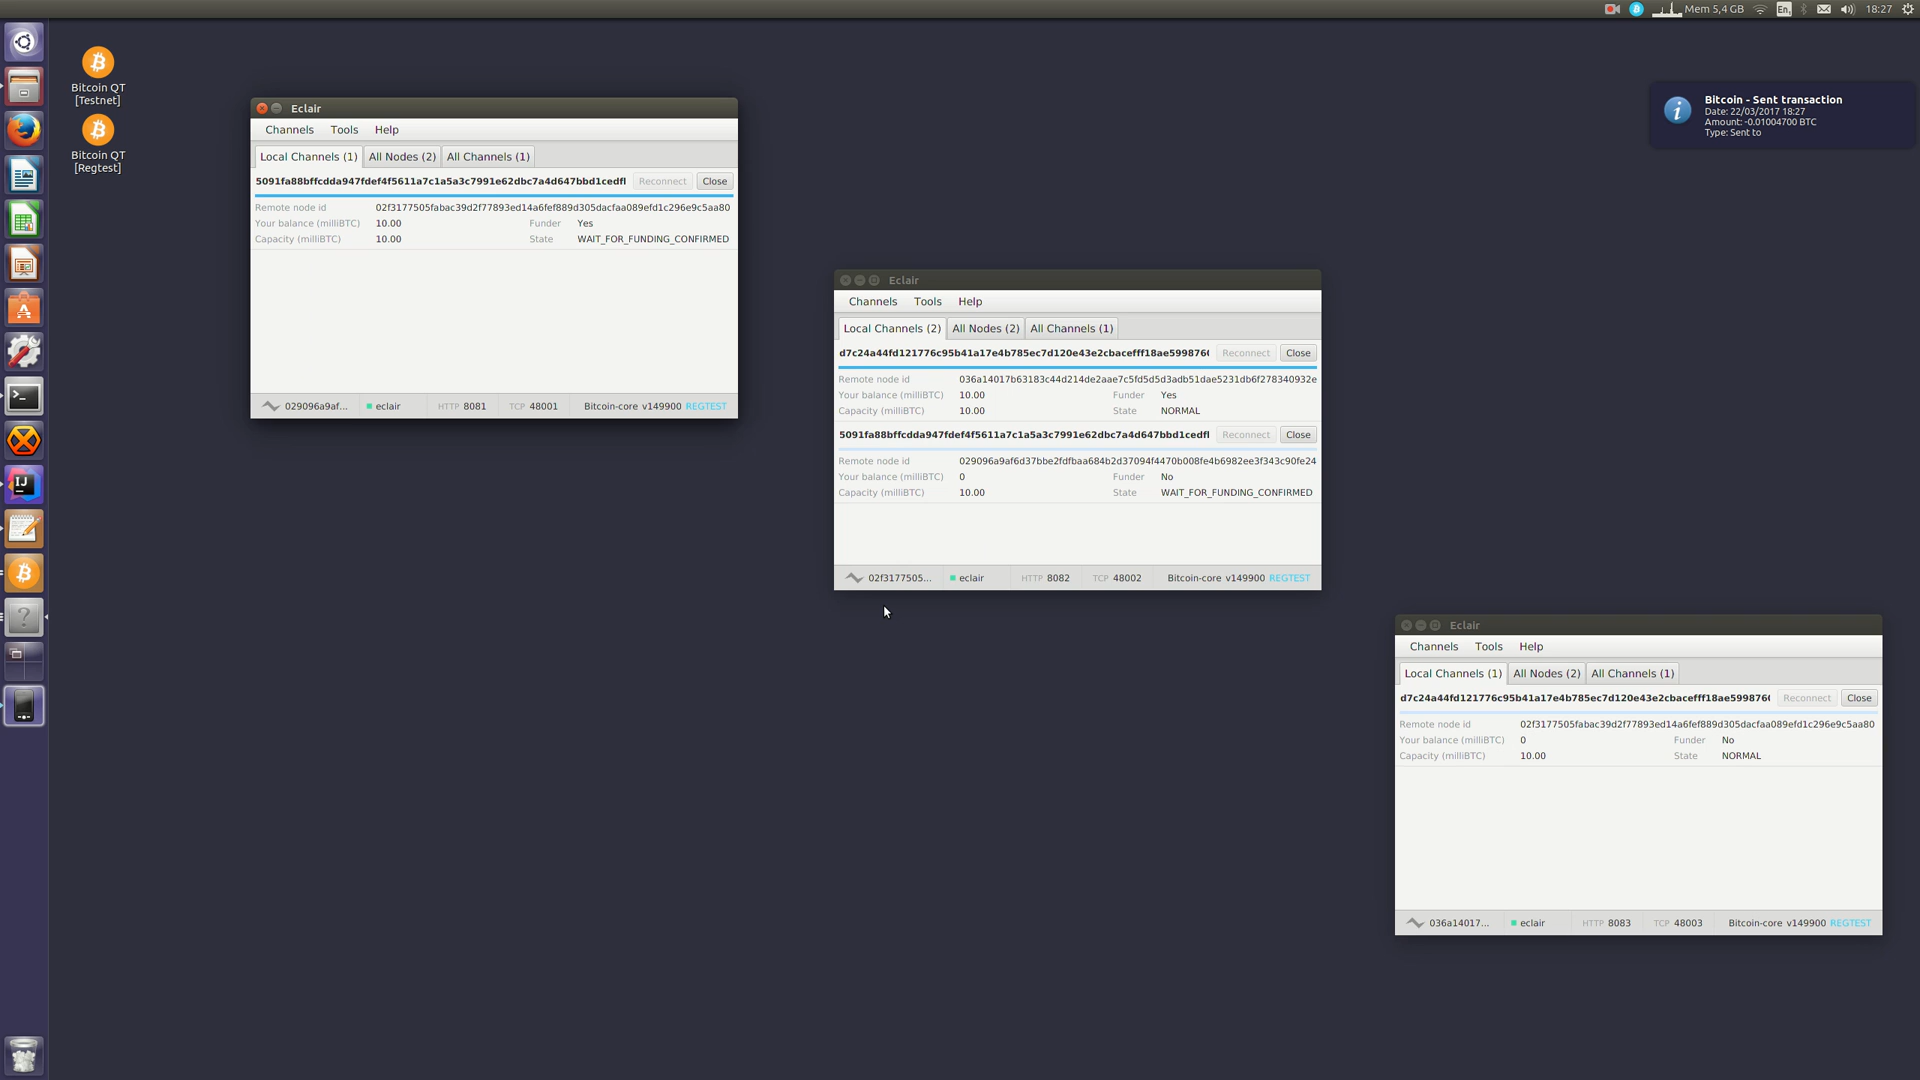 Mem 5,4 GB
En
18:27
Bitcoin QT
[Testnet]
Bitcoin QT
[Regtest]
Bitcoin - Sent transaction
Date: 22/03/2017 18:27
Amount: -0.01004700 BTC
Type: Sent to
Eclair
Channels Tools Help
Local Channels (1) All Nodes (2) All Channels (1)
5091fa88bffcdda947fdef4f5611a7c1a5a3c7991e62dbc7a4d647bbd1cedfl Reconnect Close
Remote node id 02f3177505fabac39d2f77893ed14a6fef889d305dacfaa089efd1c296e9c5aa80
Your balance (milliBTC) 10.00 Funder Yes
Capacity (milliBTC) 10.00 State WAIT_FOR_FUNDING_CONFIRMED
029096a9af... eclair HTTP 8081 TCP 48001 Bitcoin-core v149900 REGTEST
Eclair
Channels Tools Help
Local Channels (2) All Nodes (2) All Channels (1)
d7c24a44fd121776c95b41a17e4b785ec7d120e43e2cbacefff18ae5998760 Reconnect Close
Remote node id 036a14017b63183c44d214de2aae7c5fd5d5d3adb51dae5231db6f278340932e
Your balance (milliBTC) 10.00 Funder Yes
Capacity (milliBTC) 10.00 State NORMAL
5091fa88bffcdda947fdef4f5611a7c1a5a3c7991e62dbc7a4d647bbd1cedfl Reconnect Close
Remote node id 029096a9af6d37bbe2fdfbaa684b2d37094f4470b008fe4b6982ee3f343c90fe24
Your balance (milliBTC) 0 Funder No
Capacity (milliBTC) 10.00 State WAIT_FOR_FUNDING_CONFIRMED
02f3177505... eclair HTTP 8082 TCP 48002 Bitcoin-core v149900 REGTEST
Eclair
Channels Tools Help
Local Channels (1) All Nodes (2) All Channels (1)
d7c24a44fd121776c95b41a17e4b785ec7d120e43e2cbacefff18ae5998760 Reconnect Close
Remote node id 02f3177505fabac39d2f77893ed14a6fef889d305dacfaa089efd1c296e9c5aa80
Your balance (milliBTC) 0 Funder No
Capacity (milliBTC) 10.00 State NORMAL
036a14017... eclair HTTP 8083 TCP 48003 Bitcoin-core v149900 REGTEST